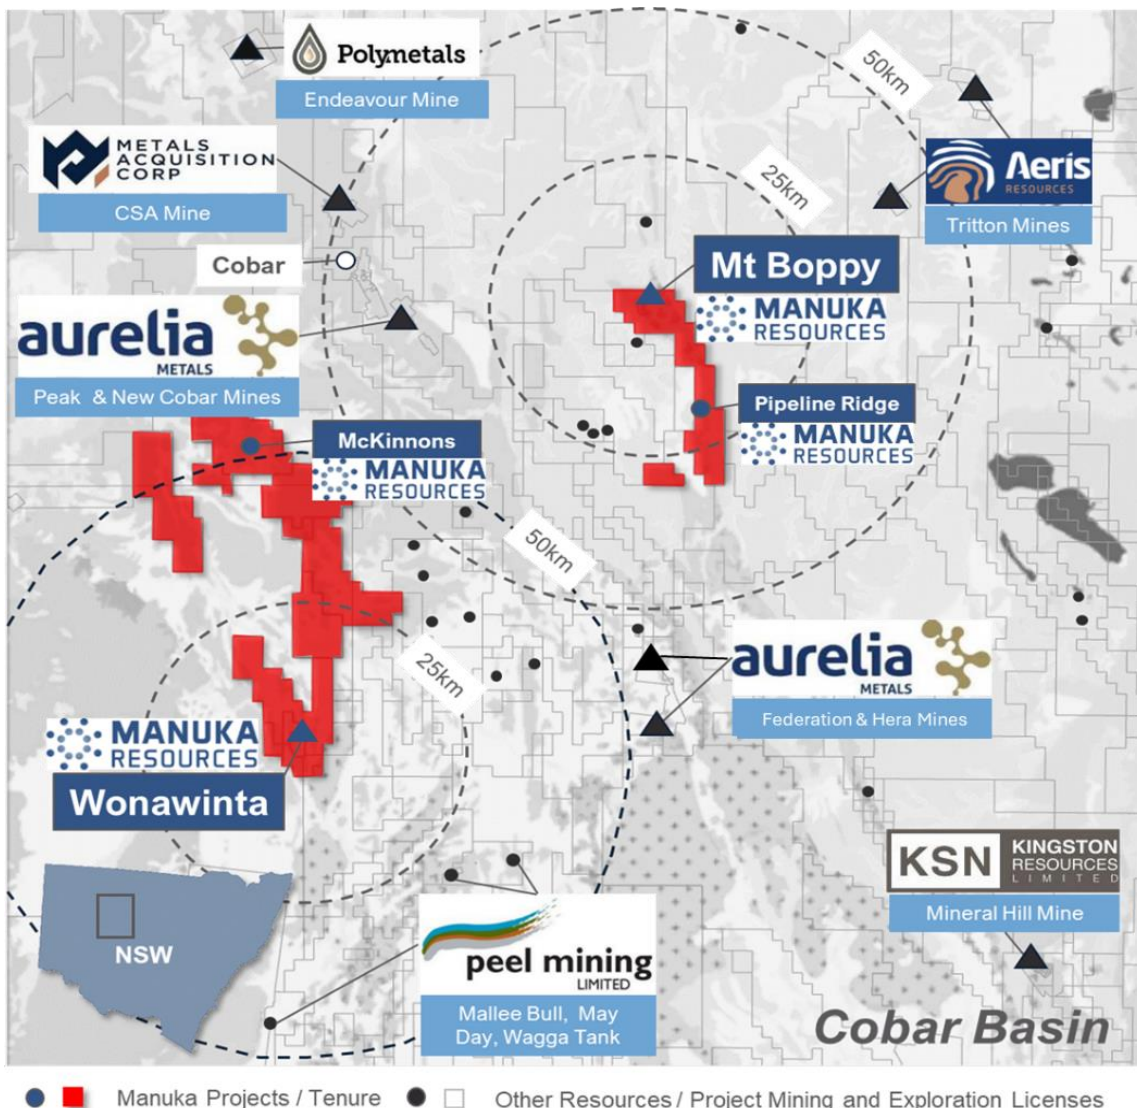 Polymetals
Endeavour Mine
50km
METALS
ACQUISITION
CORP
CSA Mine
25km
Aeris
RESOURCES
Tritton Mines
Cobar
Mt Boppy
MANUKA
RESOURCES
aurelia
METALS
Peak & New Cobar Mines
Pipeline Ridge
MANUKA
RESOURCES
McKinnons
MANUKA
RESOURCES
50km
25km
aurelia
METALS
Federation & Hera Mines
MANUKA
RESOURCES
Wonawinta
KSN
KINGSTON
RESOURCES
LIMITED
Mineral Hill Mine
NSW
peel mining
LIMITED
Mallee Bull, May
Day, Wagga Tank
Cobar Basin
Manuka Projects / Tenure
Other Resources / Project Mining and Exploration Licenses